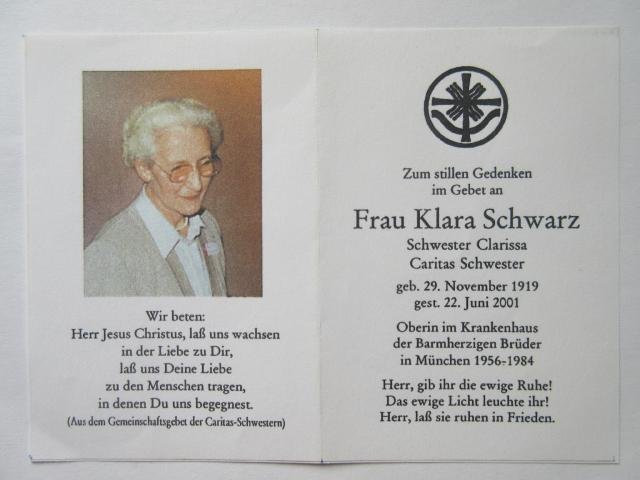 Wir beten:
Herr Jesus Christus, laß uns wachsen
in der Liebe zu Dir,
laß uns Deine Liebe
zu den Menschen tragen,
in denen Du uns begegnest.
(Aus dem Gemeinschaftsgebet der Caritas-Schwestern)
Zum stillen Gedenken
im Gebet an
Frau Klara Schwarz
Schwester Clarissa
Caritas Schwester
geb. 29. November 1919
gest. 22. Juni 2001
Oberin im Krankenhaus
der Barmherzigen Brüder
in München 1956-1984
Herr, gib ihr die ewige Ruhe!
Das ewige Licht leuchte ihr!
Herr, laß sie ruhen in Frieden.